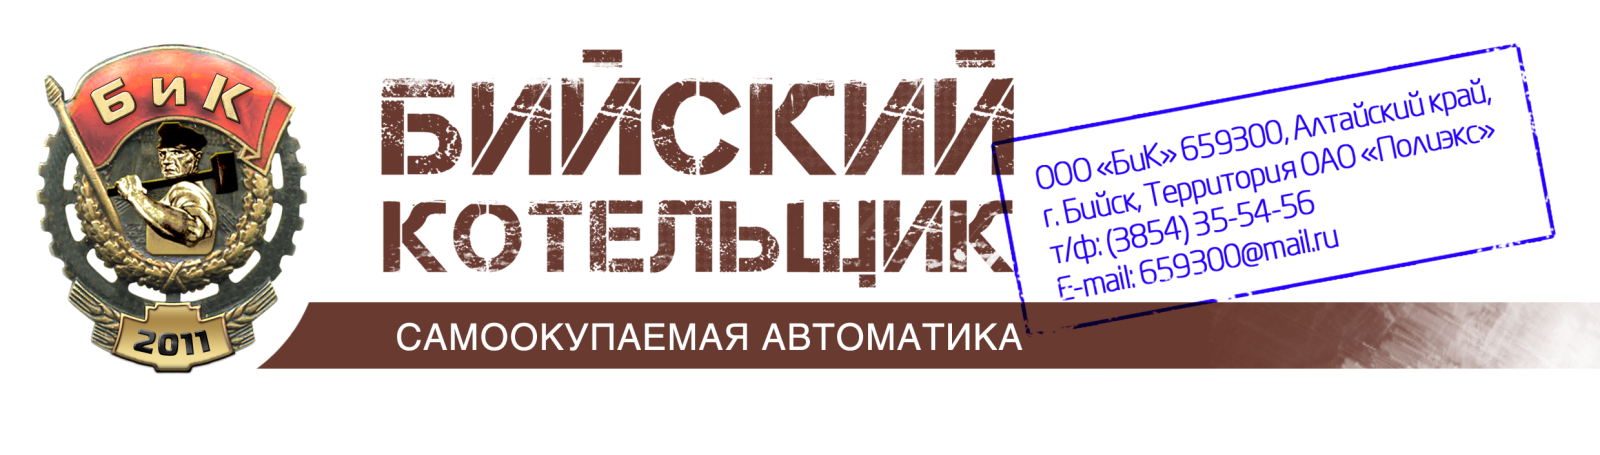 БиК
2011
БИЙСКИЙ
КОТЕЛЬЩИК
САМООКУПАЕМАЯ АВТОМАТИКА
ООО «БиК» 659300, Алтайский край,
г. Бийск, Территория ОАО «Полиэкс»
т/ф: (3854) 35-54-56
E-mail: 659300@mail.ru